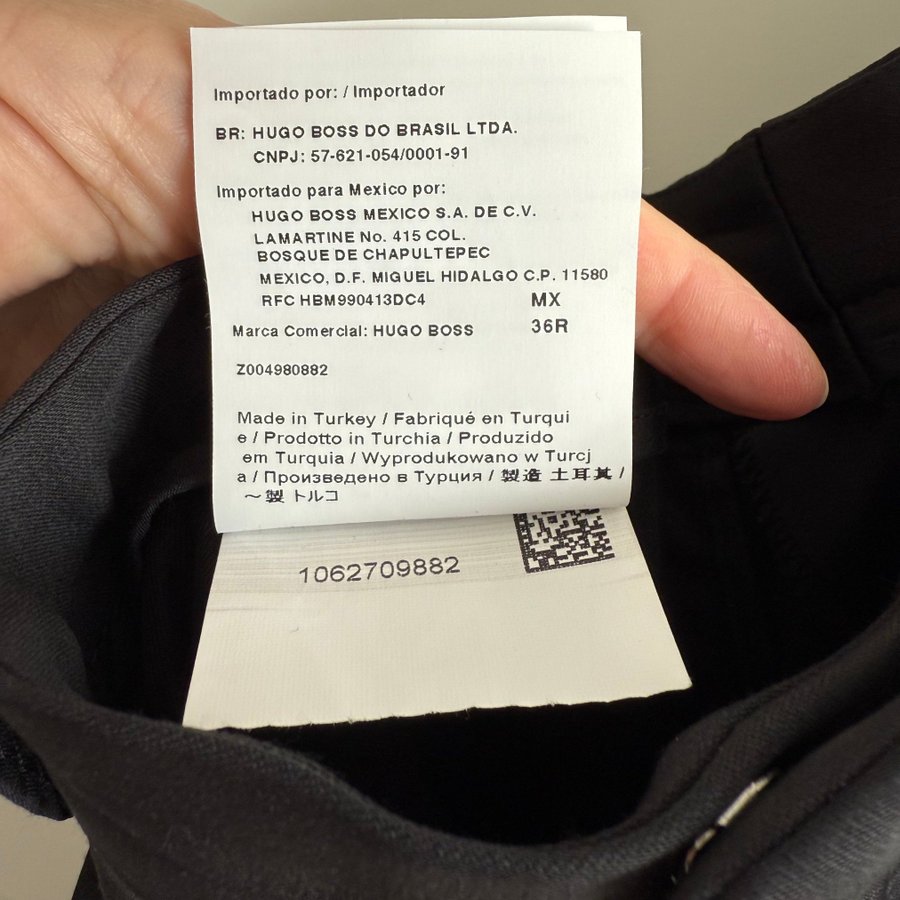 Importado por: / Importador
BR: HUGO BOSS DO BRASIL LTDA.
CNPJ: 57-621-054/0001-91
Importado para Mexico por:
HUGO BOSS MEXICO S.A. DE C.V.
LAMARTINE No. 415 COL.
BOSQUE DE CHAPULTEPEC
MEXICO, D.F. MIGUEL HIDALGO C.P. 11580
RFC HBM990413DC4 MX
Marca Comercial: HUGO BOSS 36R
Z004980882
Made in Turkey / Fabriqué en Turqui
e / Prodotto in Turchia / Produzido
em Turquia / Wyprodukowano w Turcj
a / Произведено в Турция / 製造 土耳其 /
～製 トルコ
1062709882